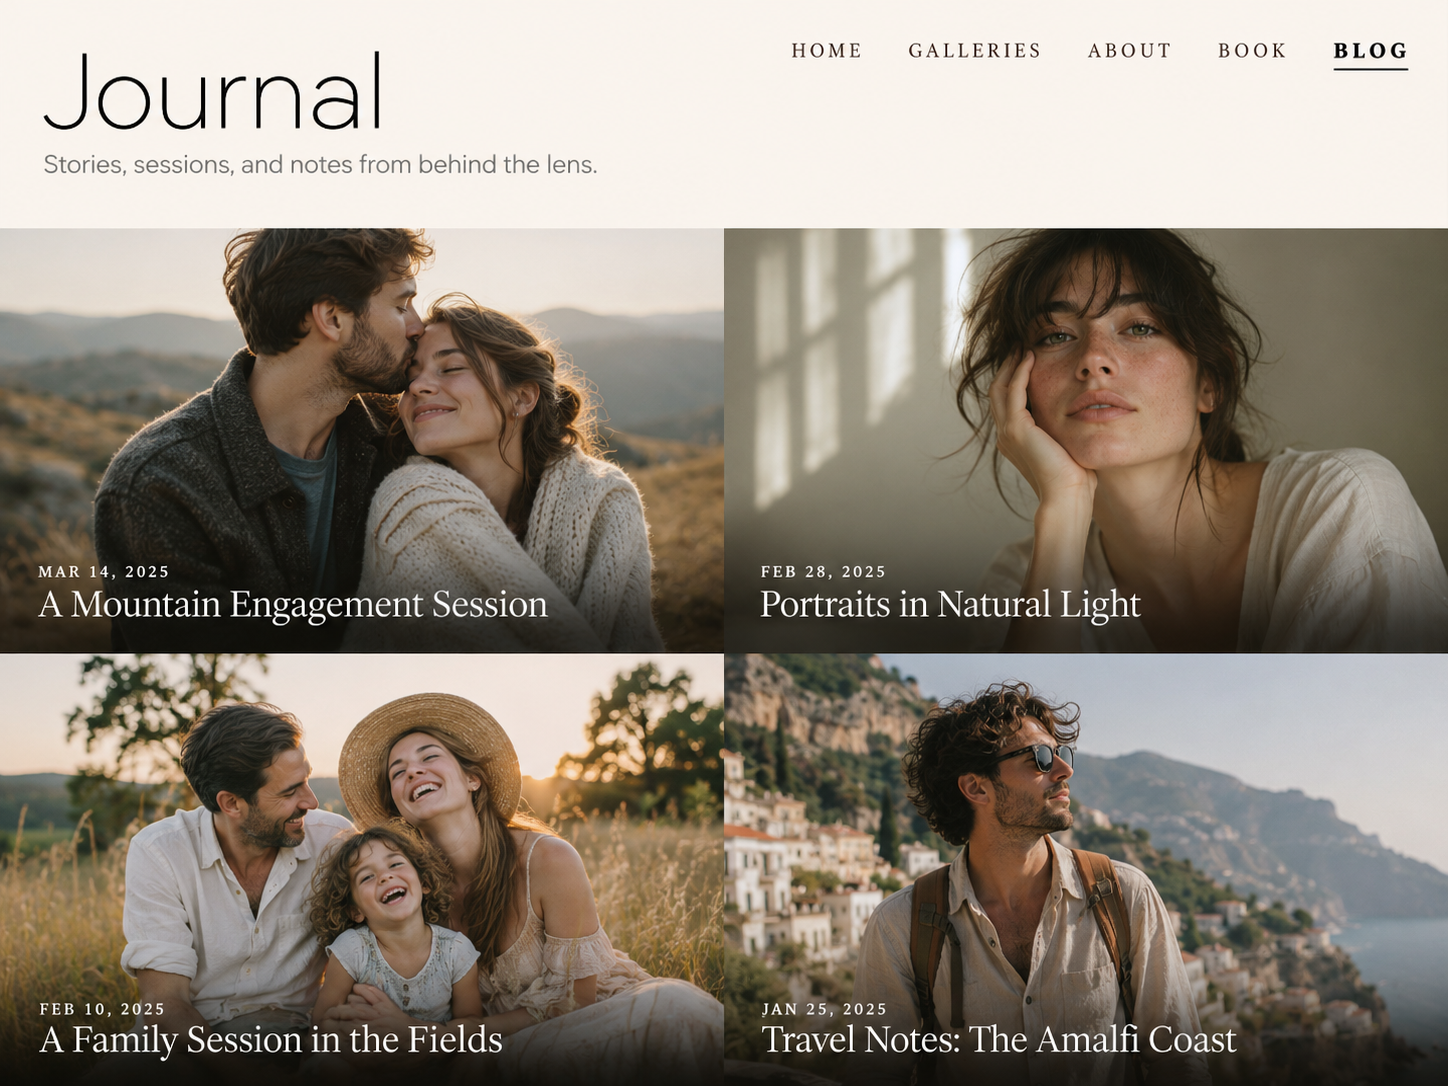 HOME GALLERIES ABOUT BOOK BLOG
Journal
Stories, sessions, and notes from behind the lens.
MAR 14, 2025
A Mountain Engagement Session
FEB 28, 2025
Portraits in Natural Light
FEB 10, 2025
A Family Session in the Fields
JAN 25, 2025
Travel Notes: The Amalfi Coast